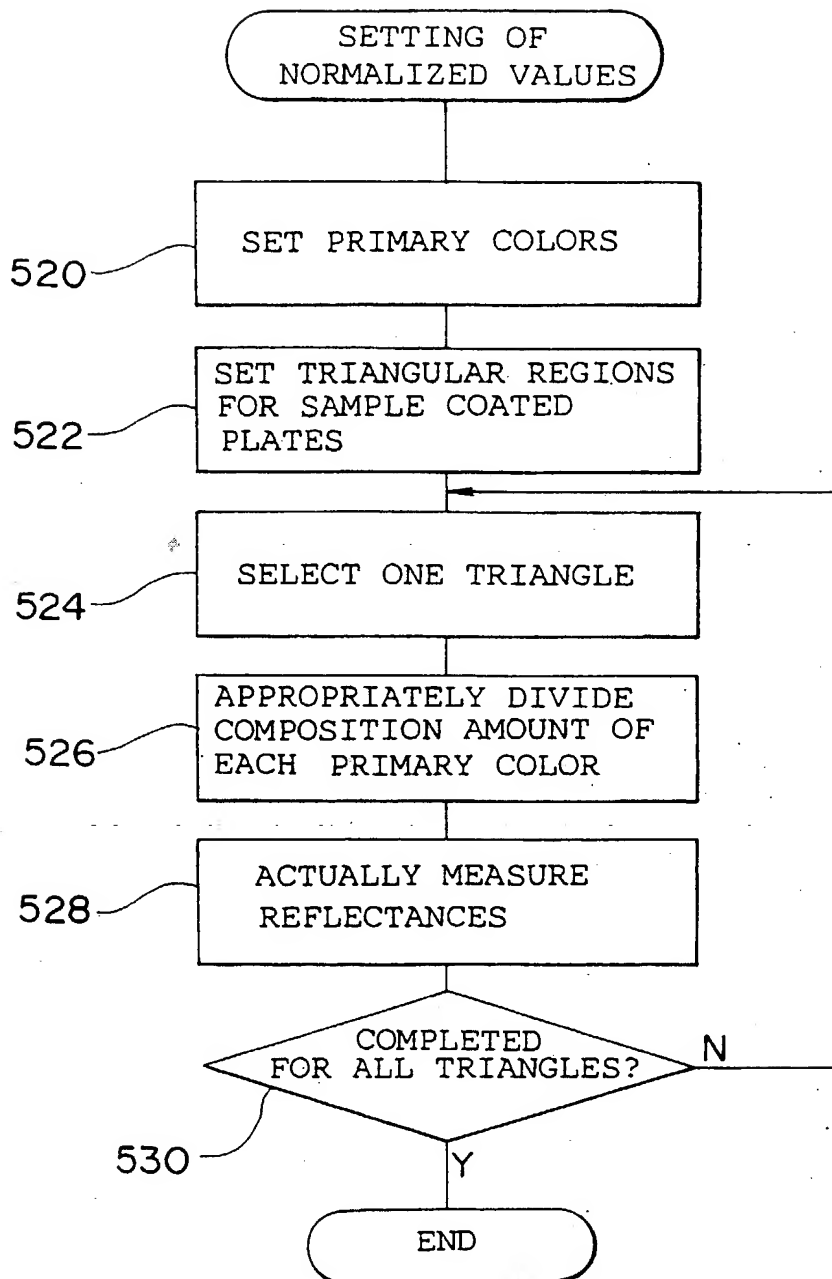 SETTING OF
NORMALIZED VALUES
SET PRIMARY COLORS
520
SET TRIANGULAR REGIONS
FOR SAMPLE COATED
PLATES
522
SELECT ONE TRIANGLE
524
APPROPRIATELY DIVIDE
COMPOSITION AMOUNT OF
EACH PRIMARY COLOR
526
ACTUALLY MEASURE
REFLECTANCES
528
COMPLETED
FOR ALL TRIANGLES?
N
530
Y
END